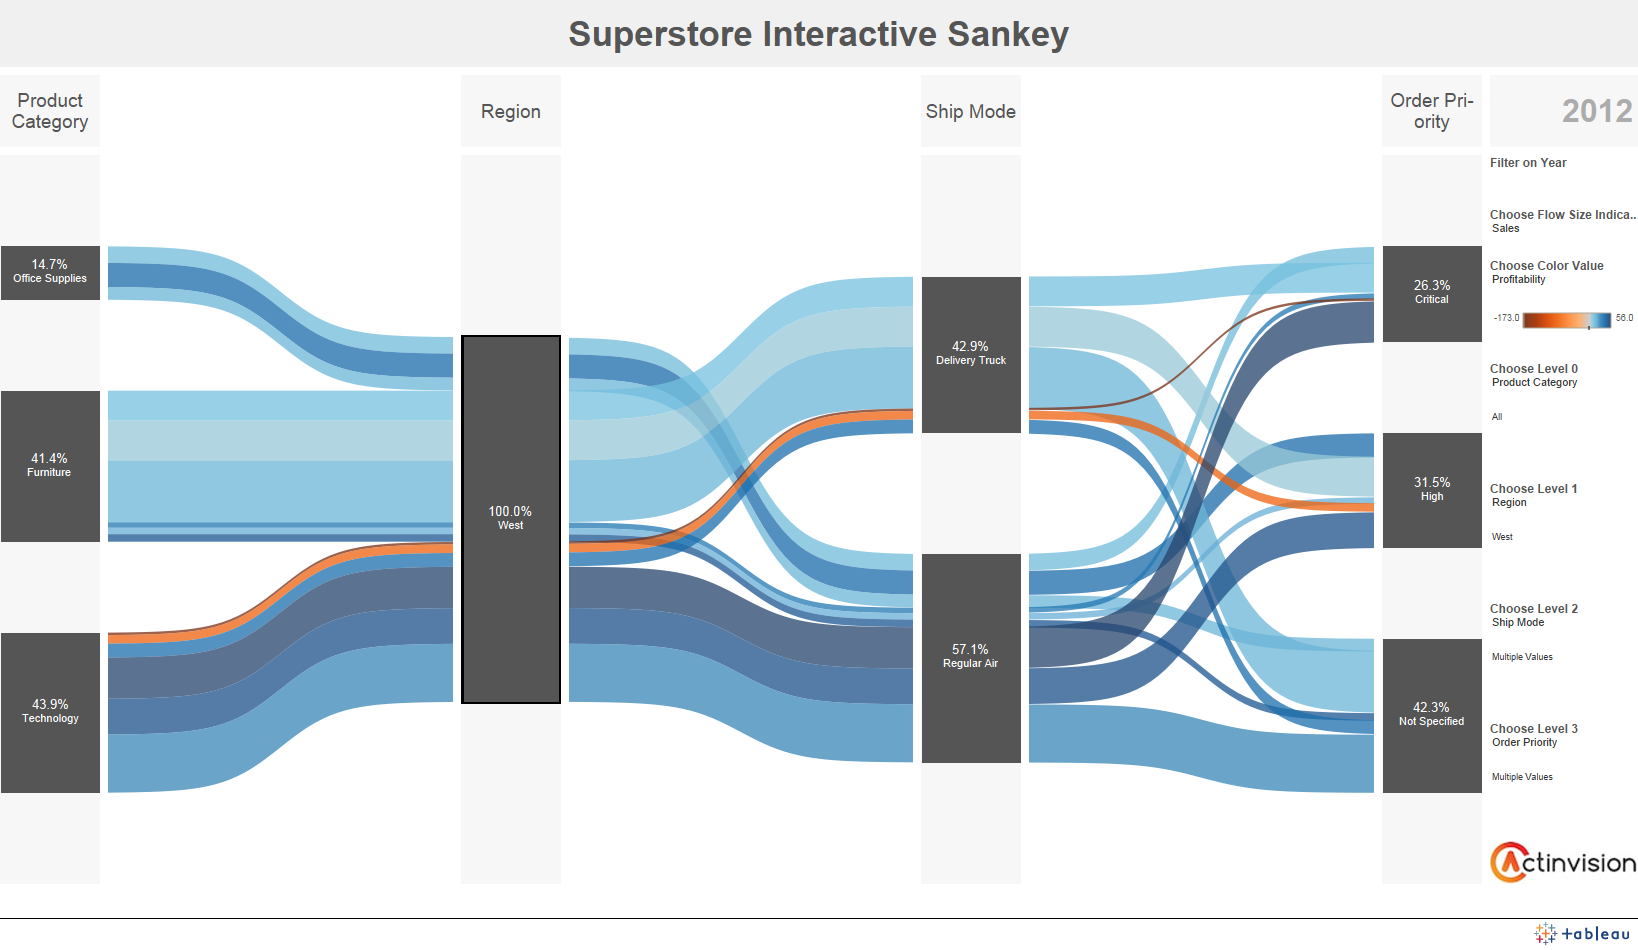 Superstore Interactive Sankey
Product
Category
Region
Ship Mode
Order Pri-
ority
2012
14.7%
Office Supplies
41.4%
Furniture
43.9%
Technology
100.0%
West
42.9%
Delivery Truck
57.1%
Regular Air
26.3%
Critical
31.5%
High
42.3%
Not Specified
Filter on Year
Choose Flow Size Indica..
Sales
Choose Color Value
Profitability
-173.0 56.0
Choose Level 0
Product Category
All
Choose Level 1
Region
West
Choose Level 2
Ship Mode
Multiple Values
Choose Level 3
Order Priority
Multiple Values
Actinvision
+ableau